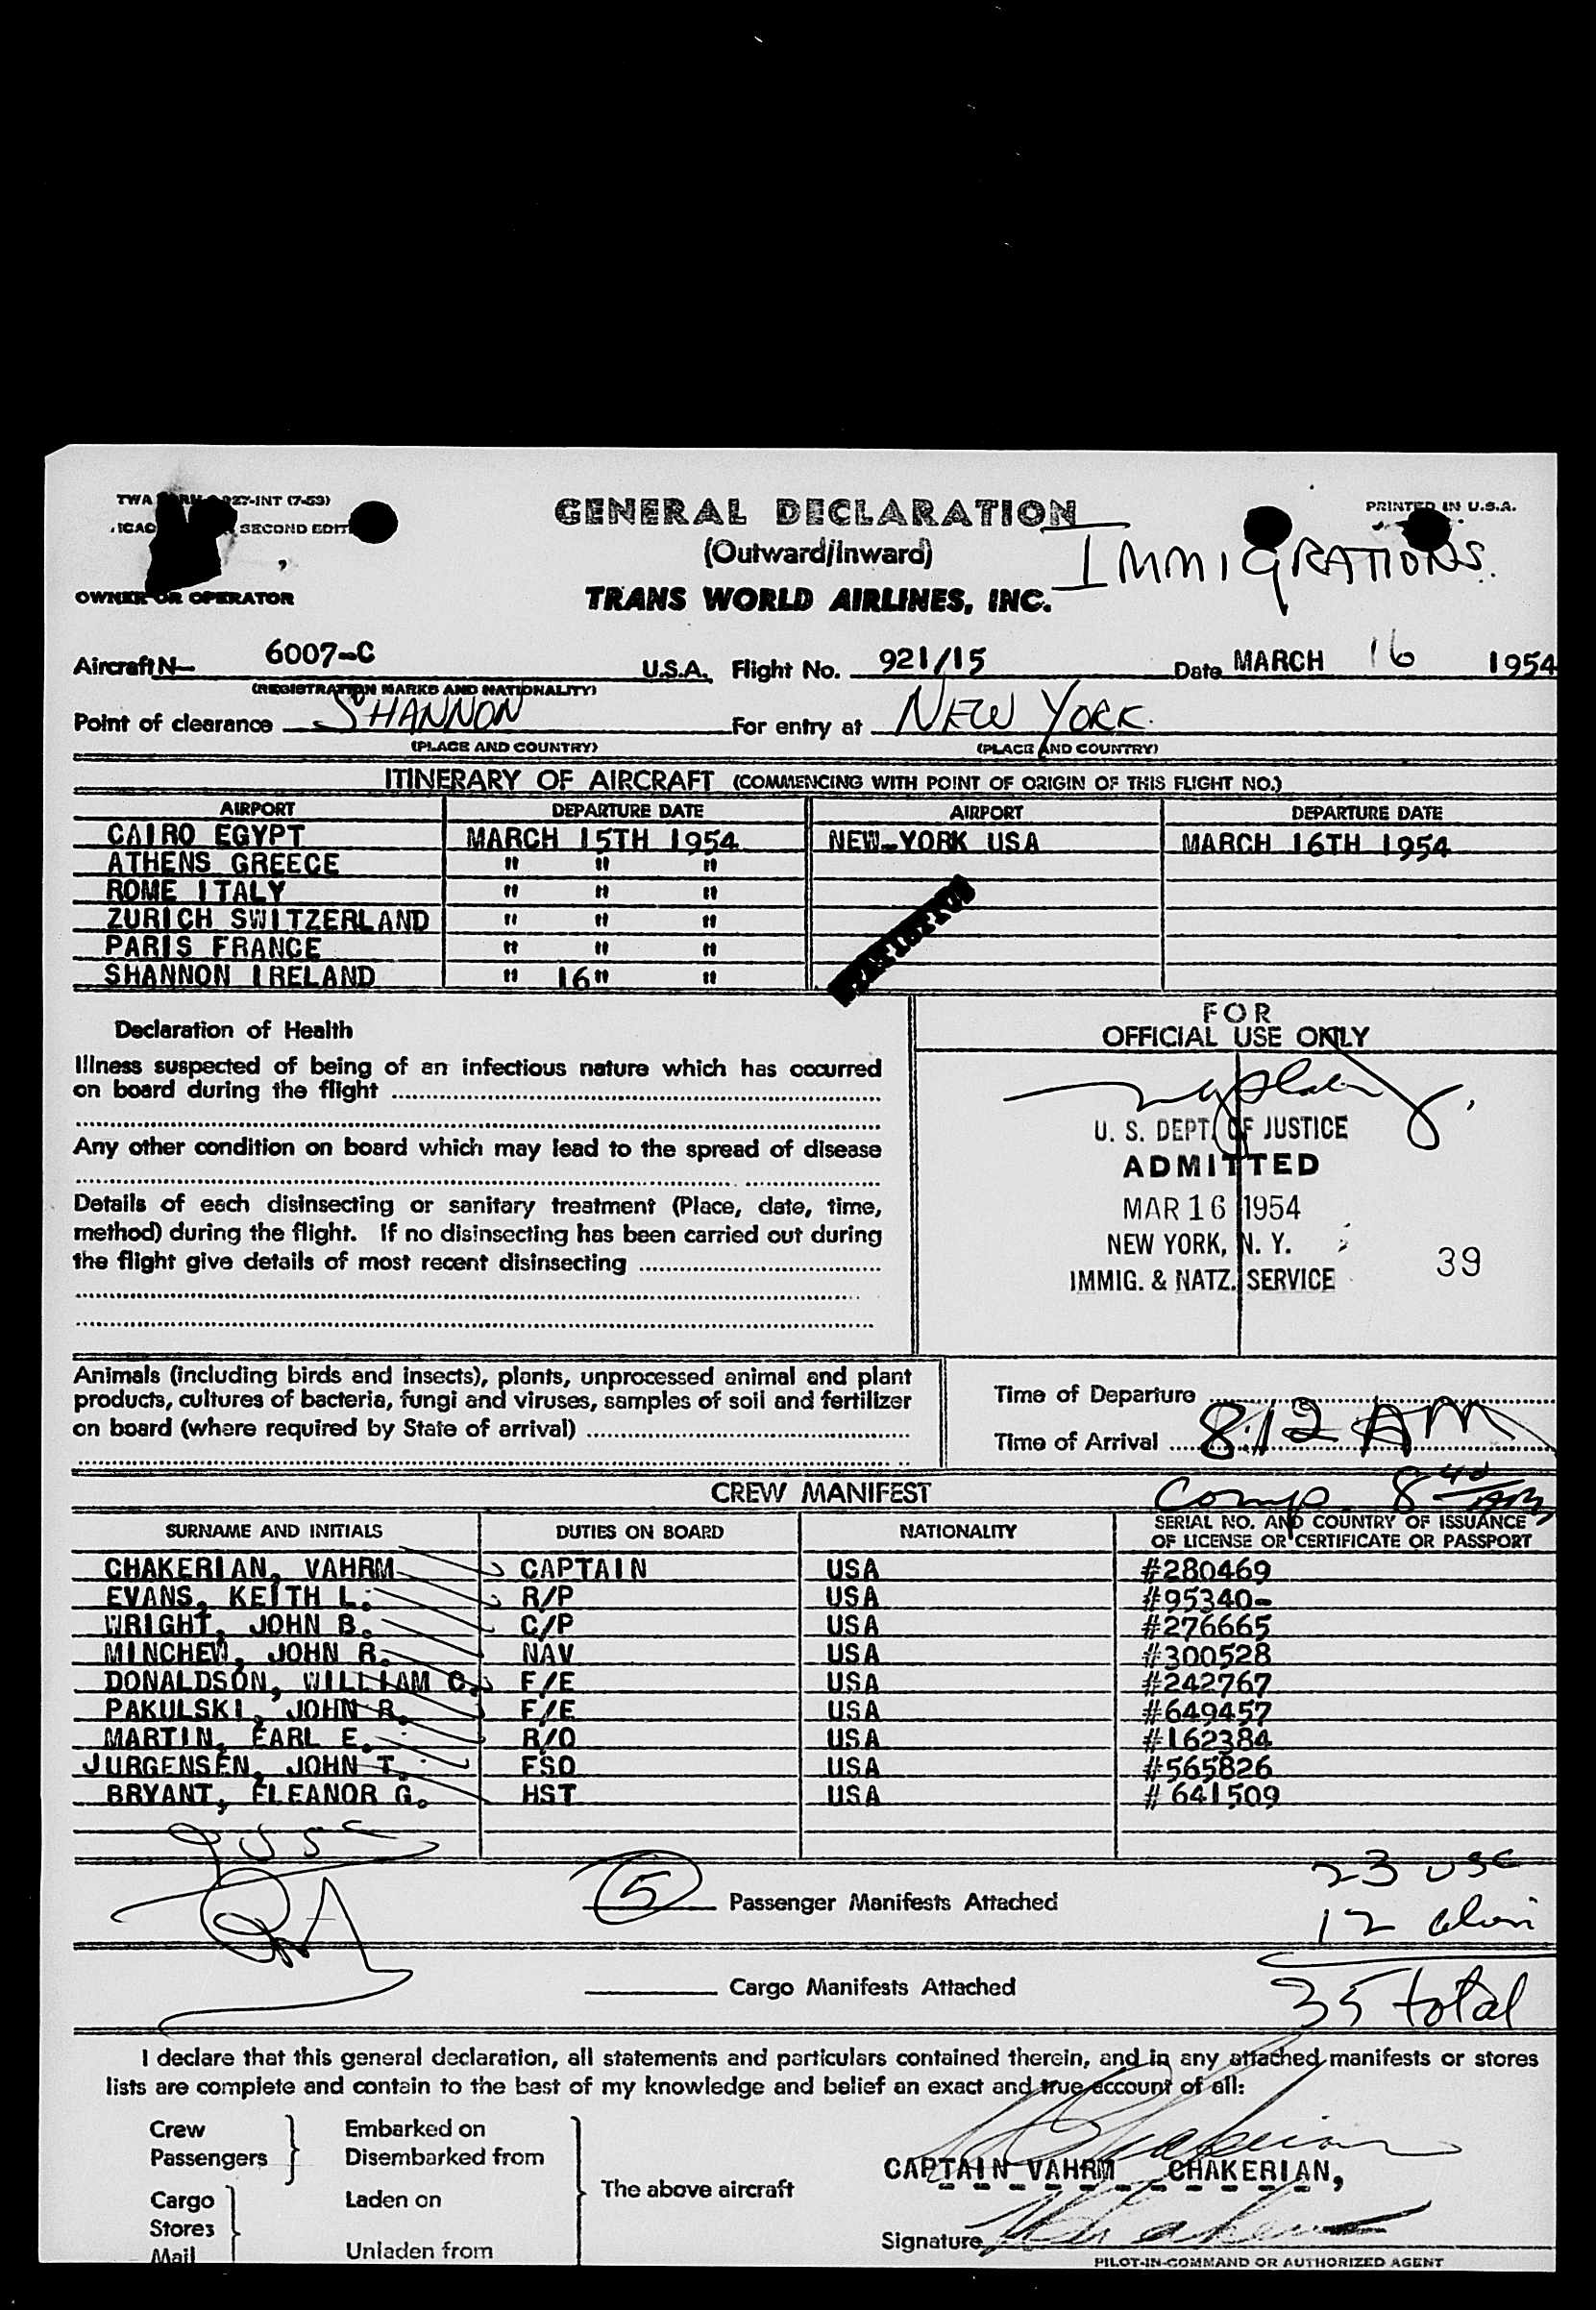 TWA 227-INT (7-53)
ICAO SECOND EDIT
GENERAL DECLARATION
(Outward/Inward)
PRINTED IN U.S.A.
IMMIGRATIONS.
OWNER OR OPERATOR
TRANS WORLD AIRLINES, INC.
Aircraft N— 6007-C U.S.A. Flight No. 921/15 Date MARCH 16 1954
(REGISTRATION MARKS AND NATIONALITY)
Point of clearance SHANNON For entry at NEW YORK.
(PLACE AND COUNTRY) (PLACE AND COUNTRY)
ITINERARY OF AIRCRAFT (COMMENCING WITH POINT OF ORIGIN OF THIS FLIGHT NO.)
AIRPORT DEPARTURE DATE AIRPORT DEPARTURE DATE
CAIRO EGYPT MARCH 15TH 1954 NEW-YORK USA MARCH 16TH 1954
ATHENS GREECE " " "
ROME ITALY " " "
ZURICH SWITZERLAND " " "
PARIS FRANCE " " "
SHANNON IRELAND " 16" "
Declaration of Health
Illness suspected of being of an infectious nature which has occurred
on board during the flight
Any other condition on board which may lead to the spread of disease
Details of each disinsecting or sanitary treatment (Place, date, time,
method) during the flight. If no disinsecting has been carried out during
the flight give details of most recent disinsecting
FOR
OFFICIAL USE ONLY
U. S. DEPT. OF JUSTICE
ADMITTED
MAR 16 1954
NEW YORK, N. Y.
IMMIG. & NATZ. SERVICE
39
Animals (including birds and insects), plants, unprocessed animal and plant
products, cultures of bacteria, fungi and viruses, samples of soil and fertilizer
on board (where required by State of arrival)
Time of Departure
Time of Arrival 8:12 AM
CREW MANIFEST Comp. 8 40 AM
SURNAME AND INITIALS DUTIES ON BOARD NATIONALITY SERIAL NO. AND COUNTRY OF ISSUANCE
OF LICENSE OR CERTIFICATE OR PASSPORT
CHAKERIAN, VAHRM CAPTAIN USA #280469
EVANS, KEITH L. R/P USA #95340-
WRIGHT, JOHN B. C/P USA #276665
MINCHEW, JOHN R. NAV USA #300528
DONALDSON, WILLIAM C. F/E USA #242767
PAKULSKI, JOHN R. F/E USA #649457
MARTIN, EARL E. R/O USA #162384
JURGENSEN, JOHN T. FSO USA #565826
BRYANT, ELEANOR G. HST USA # 641509
9 USC
5 Passenger Manifests Attached
23 USC
12 alien
Cargo Manifests Attached
35 total
I declare that this general declaration, all statements and particulars contained therein, and in any attached manifests or stores
lists are complete and contain to the best of my knowledge and belief an exact and true account of all:
Crew
Passengers
Embarked on
Disembarked from
Cargo
Stores
Mail
Laden on
Unladen from
The above aircraft
CAPTAIN VAHRM CHAKERIAN,
Signature
PILOT-IN-COMMAND OR AUTHORIZED AGENT